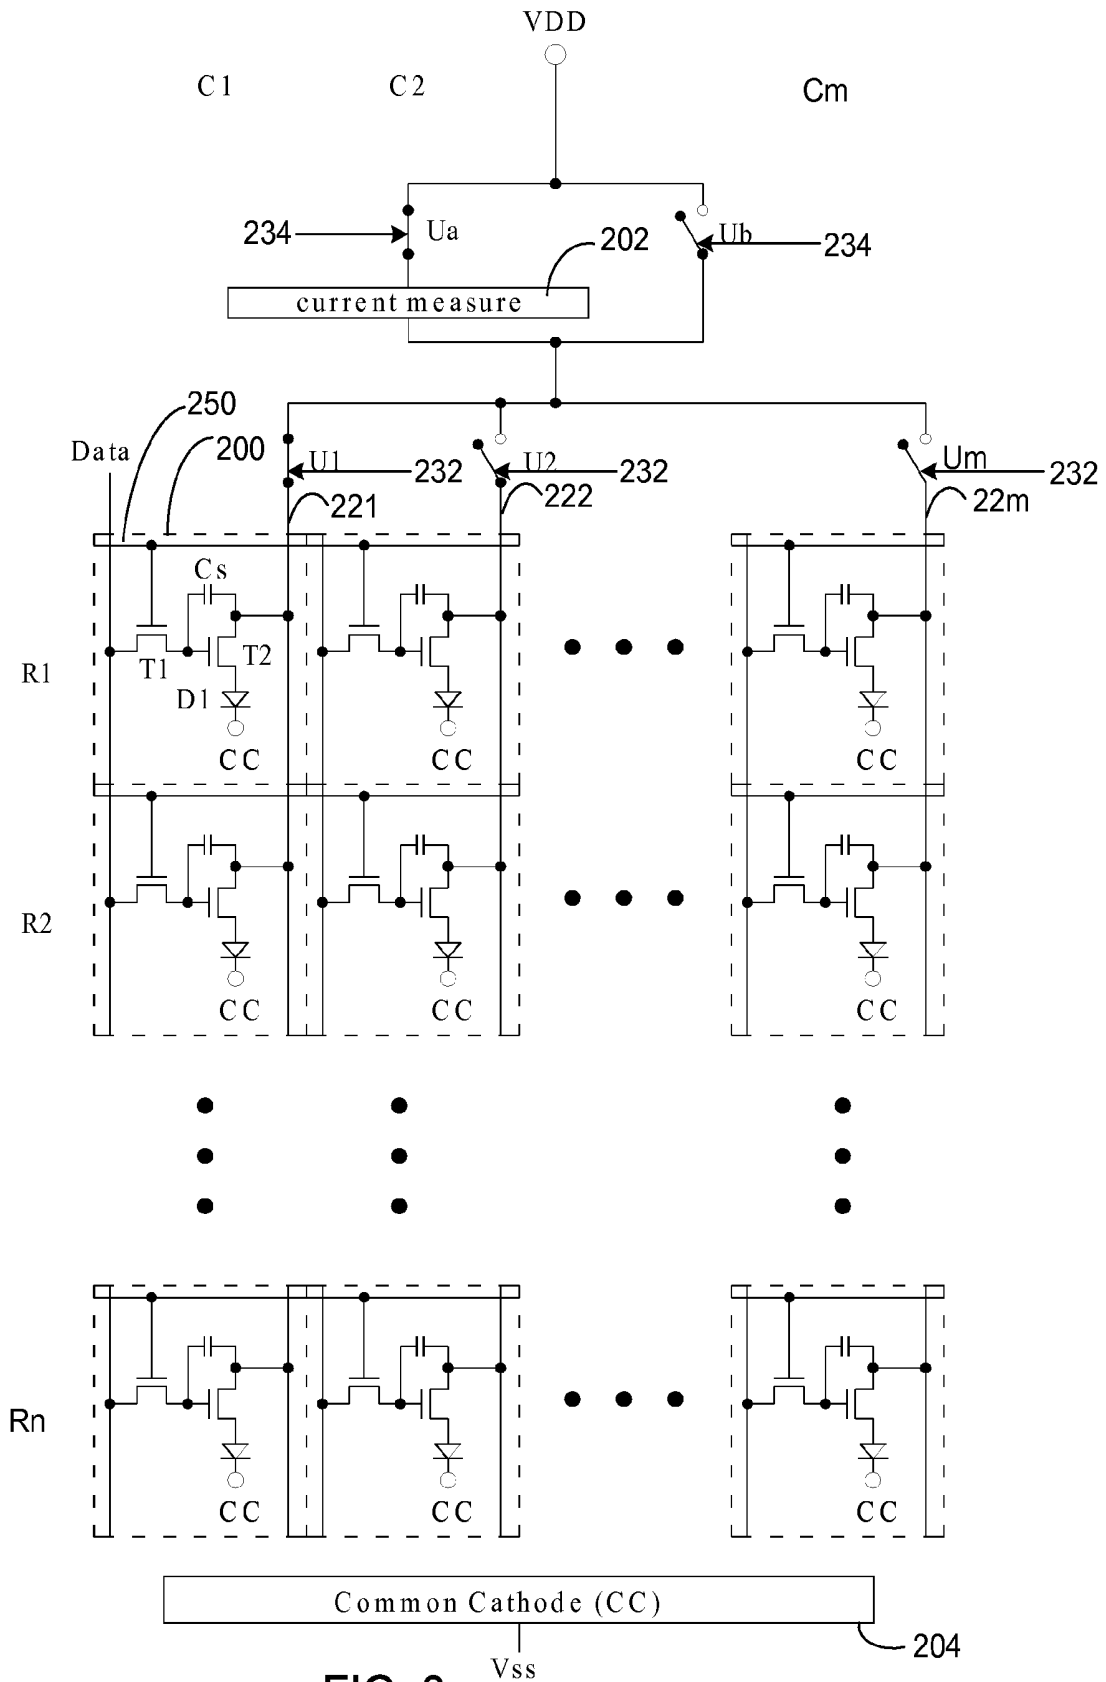 VDD
C1 C2 Cm
234 Ua 202 Ub 234
current measure
250
Data 200 U1 232 U2 232 Um 232
221 222 22m
Cs
R1 T1 T2
D1
CC CC CC
R2
CC CC CC
Rn
CC CC CC
Common Cathode (CC)
204
Vss